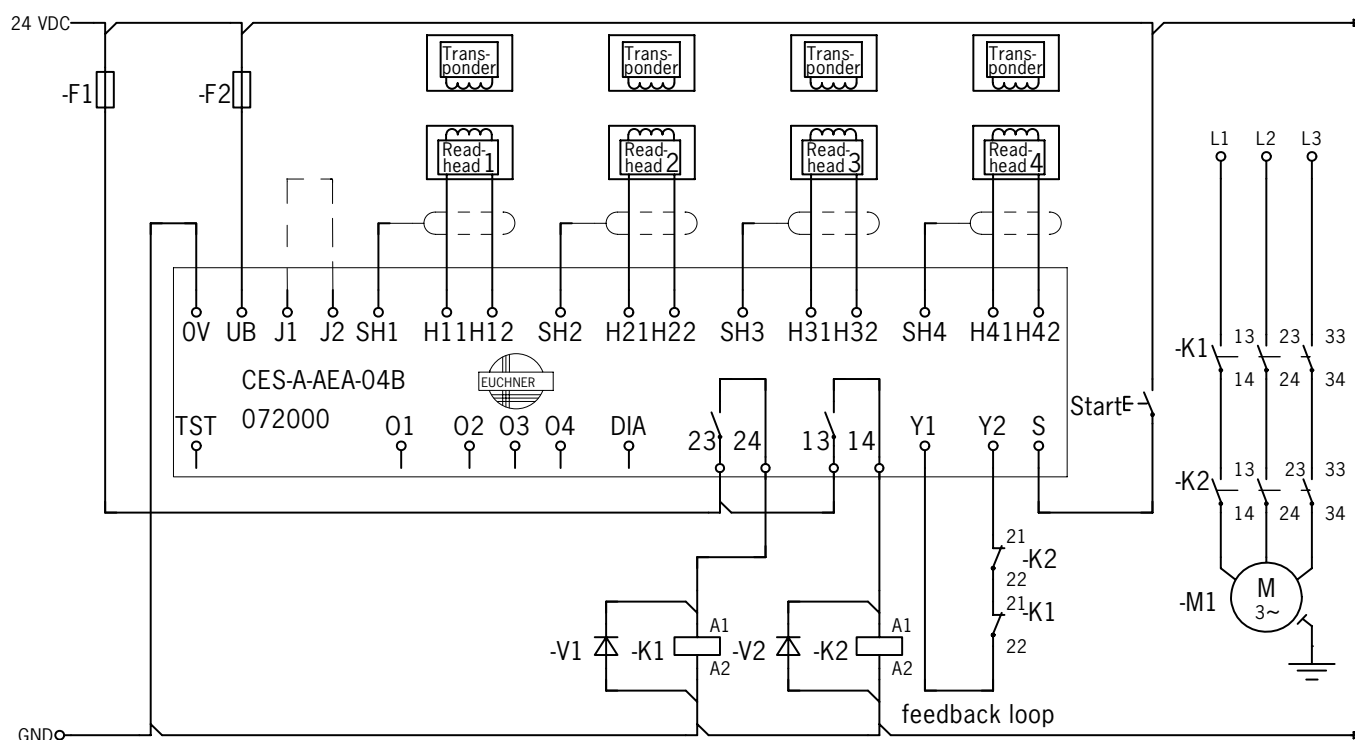 24 VDC
-F1
-F2
Trans-
ponder
Trans-
ponder
Trans-
ponder
Trans-
ponder
Read-
head 1
Read-
head 2
Read-
head 3
Read-
head 4
L1 L2 L3
0V UB J1 J2 SH1 H11 H12 SH2 H21 H22 SH3 H31 H32 SH4 H41 H42
CES-A-AEA-04B
072000
EUCHNER
TST O1 O2 O3 O4 DIA 23 24 13 14 Y1 Y2 S
Start
-K1 13 23 33
14 24 34
-K2 13 23 33
14 24 34
21
-K2
22
21
-K1
22
-M1
M
3~
-V1 -K1 A1
A2
-V2 -K2 A1
A2
feedback loop
GND